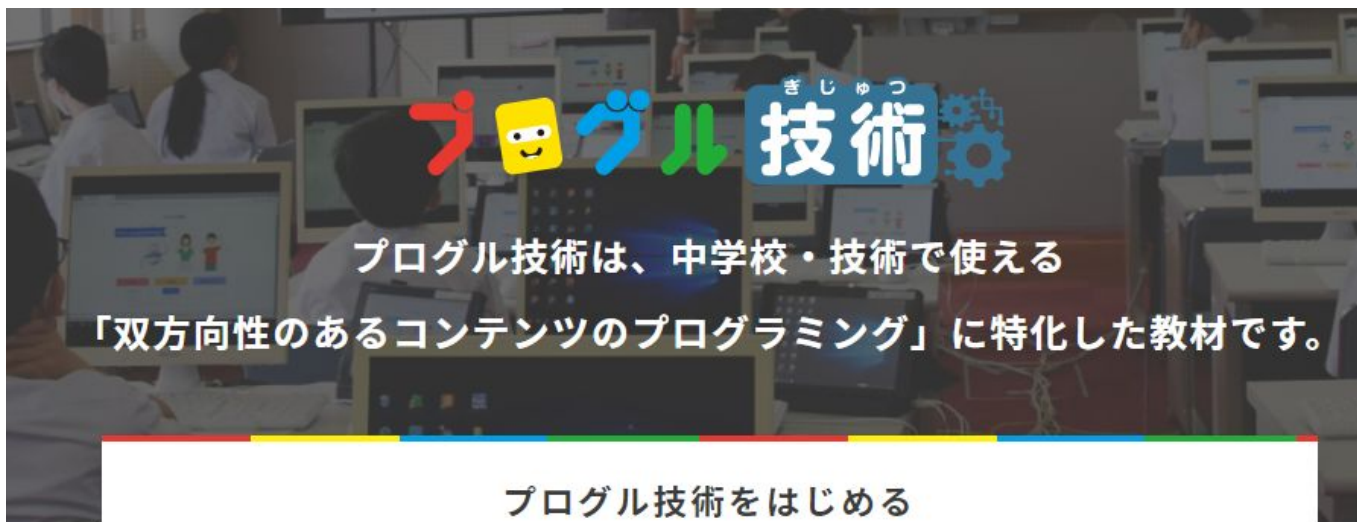 ぎじゅつ
プログル 技術
プログル技術は、中学校・技術で使える
「双方向性のあるコンテンツのプログラミング」に特化した教材です。
プログル技術をはじめる